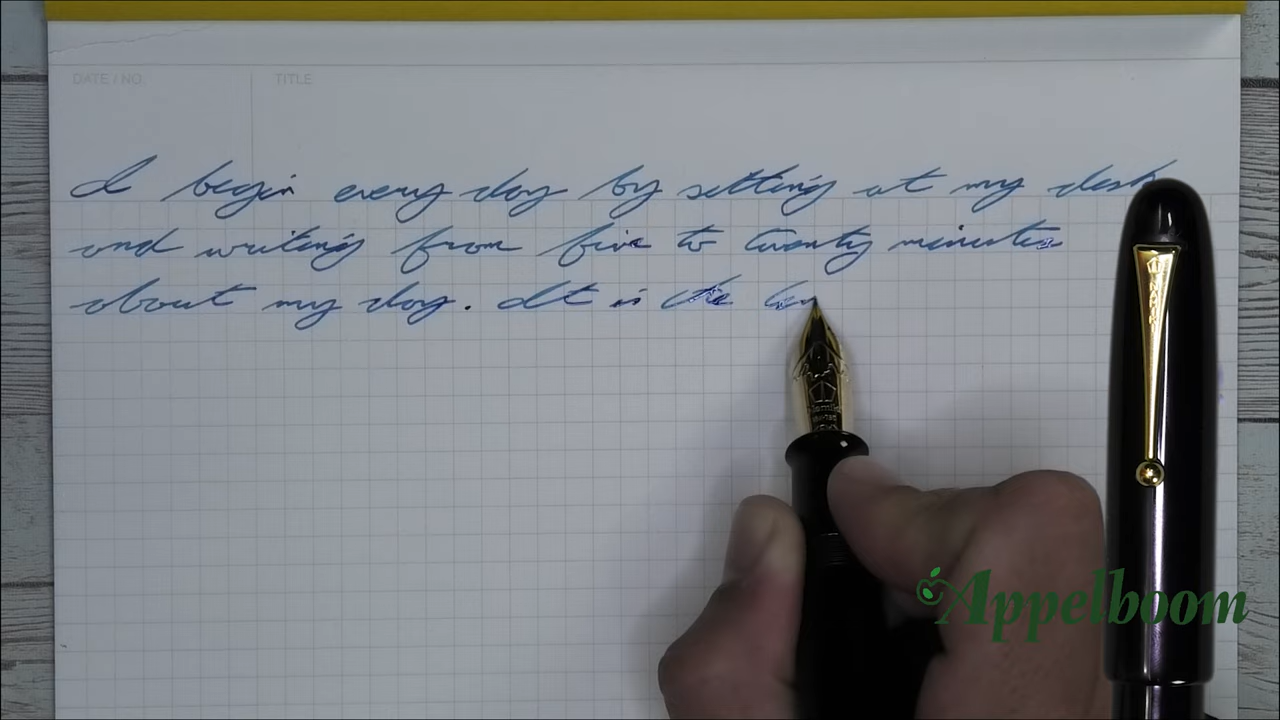 DATE / NO. TITLE
I begin every day by setting at my desk
and writing from five to twenty minutes
about my day. It is the
Appelboom